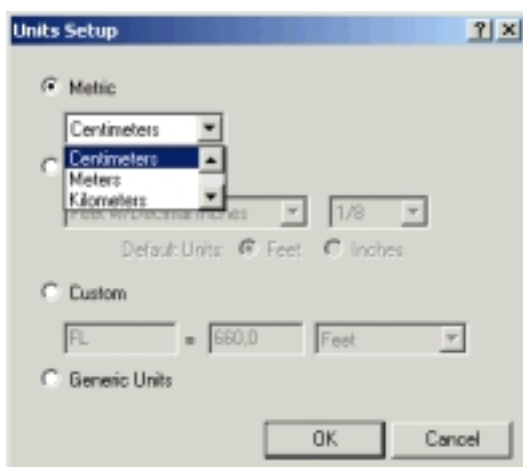 Units Setup
Metric
Centimeters
Centimeters
Meters
Kilometers
Feet w/Decimal Inches 1/8
Default Units: Feet Inches
Custom
FL = 660,0 Feet
Generic Units
OK Cancel